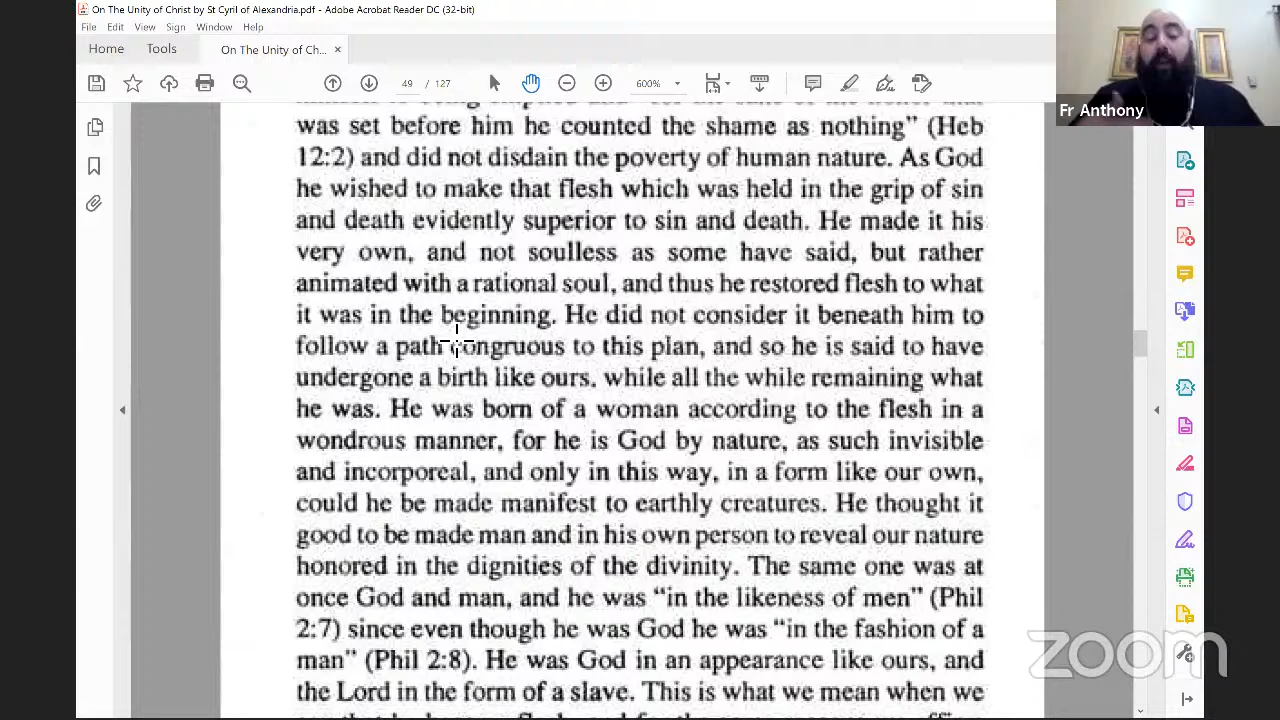 On The Unity of Christ by St Cyril of Alexandria.pdf - Adobe Acrobat Reader DC (32-bit)
File Edit View Sign Window Help
Home Tools On The Unity of Ch... ×
49 / 127 600%
Fr Anthony
was set before him he counted the shame as nothing” (Heb
12:2) and did not disdain the poverty of human nature. As God
he wished to make that flesh which was held in the grip of sin
and death evidently superior to sin and death. He made it his
very own, and not soulless as some have said, but rather
animated with a rational soul, and thus he restored flesh to what
it was in the beginning. He did not consider it beneath him to
follow a path congruous to this plan, and so he is said to have
undergone a birth like ours, while all the while remaining what
he was. He was born of a woman according to the flesh in a
wondrous manner, for he is God by nature, as such invisible
and incorporeal, and only in this way, in a form like our own,
could he be made manifest to earthly creatures. He thought it
good to be made man and in his own person to reveal our nature
honored in the dignities of the divinity. The same one was at
once God and man, and he was “in the likeness of men” (Phil
2:7) since even though he was God he was “in the fashion of a
man” (Phil 2:8). He was God in an appearance like ours, and
the Lord in the form of a slave. This is what we mean when we
zoom